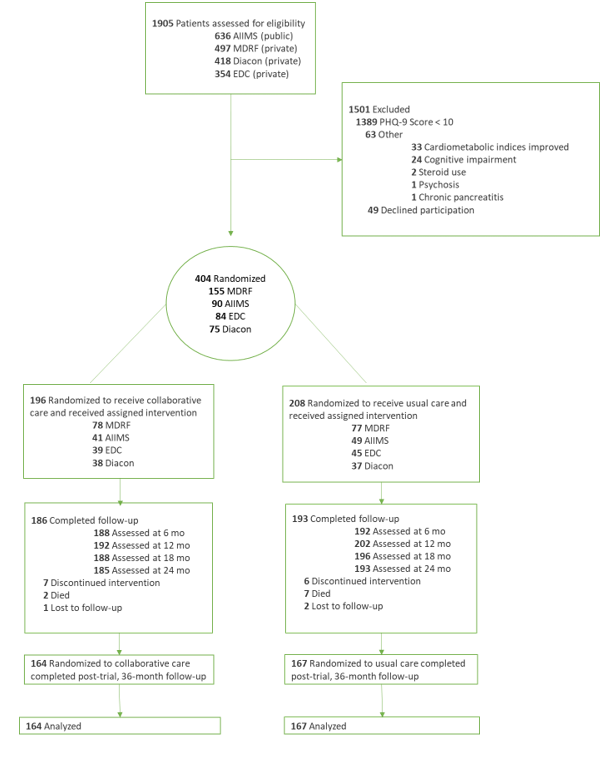 1905 Patients assessed for eligibility
636 AIIMS (public)
497 MDRF (private)
418 Diacon (private)
354 EDC (private)
1501 Excluded
1389 PHQ-9 Score < 10
63 Other
33 Cardiometabolic indices improved
24 Cognitive impairment
2 Steroid use
1 Psychosis
1 Chronic pancreatitis
49 Declined participation
404 Randomized
155 MDRF
90 AIIMS
84 EDC
75 Diacon
196 Randomized to receive collaborative
care and received assigned intervention
78 MDRF
41 AIIMS
39 EDC
38 Diacon
208 Randomized to receive usual care and
received assigned intervention
77 MDRF
49 AIIMS
45 EDC
37 Diacon
186 Completed follow-up
188 Assessed at 6 mo
192 Assessed at 12 mo
188 Assessed at 18 mo
185 Assessed at 24 mo
7 Discontinued intervention
2 Died
1 Lost to follow-up
193 Completed follow-up
192 Assessed at 6 mo
202 Assessed at 12 mo
196 Assessed at 18 mo
193 Assessed at 24 mo
6 Discontinued intervention
7 Died
2 Lost to follow-up
164 Randomized to collaborative care
completed post-trial, 36-month follow-up
167 Randomized to usual care completed
post-trial, 36-month follow-up
164 Analyzed
167 Analyzed